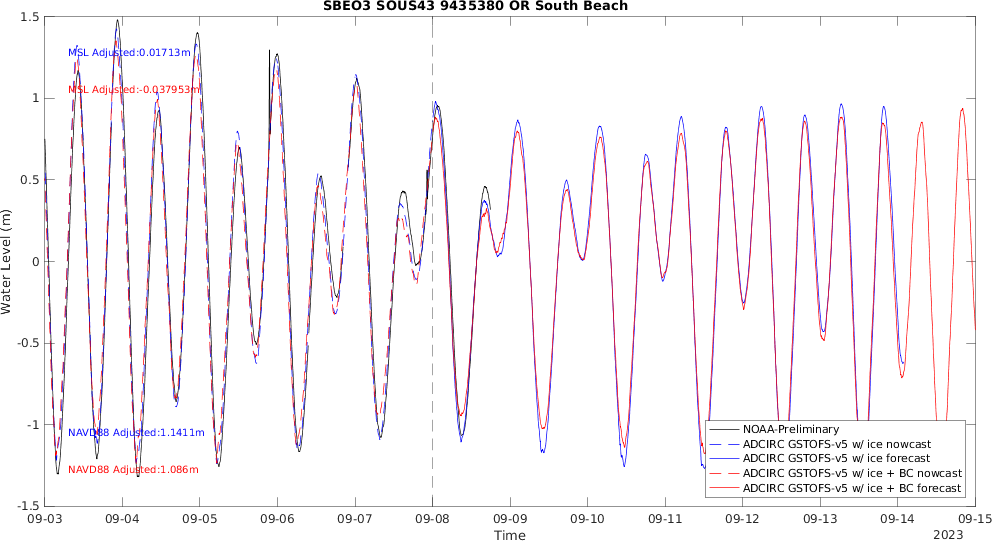 SBEO3 SOUS43 9435380 OR South Beach
MSL Adjusted:0.01713m
MSL Adjusted:-0.037953m
NAVD88 Adjusted:1.1411m
NAVD88 Adjusted:1.086m
Water Level (m)
1.5
1
0.5
0
-0.5
-1
-1.5
NOAA-Preliminary
ADCIRC GSTOFS-v5 w/ ice nowcast
ADCIRC GSTOFS-v5 w/ ice forecast
ADCIRC GSTOFS-v5 w/ ice + BC nowcast
ADCIRC GSTOFS-v5 w/ ice + BC forecast
09-03 09-04 09-05 09-06 09-07 09-08 09-09 09-10 09-11 09-12 09-13 09-14 09-15
Time
2023